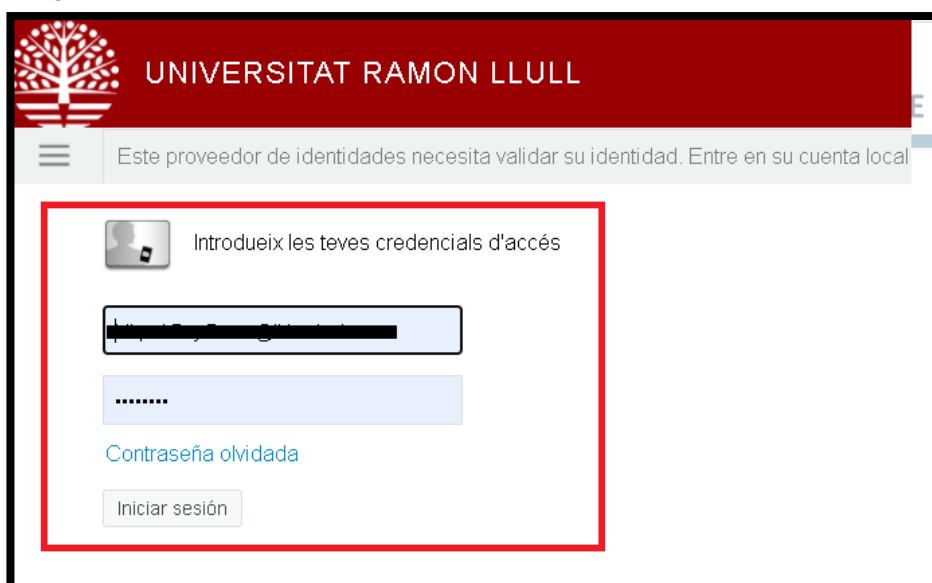 UNIVERSITAT RAMON LLULL
E
Este proveedor de identidades necesita validar su identidad. Entre en su cuenta local
Introdueix les teves credencials d'accés
••••••••
Contraseña olvidada
Iniciar sesión